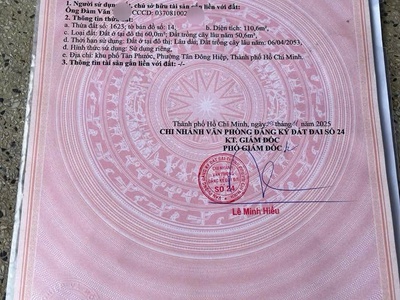 1. Người sử dụng chủ sở hữu tài sản gắn liền với đất:
Ông Đàm Văn CCCD: 037081002
2. Thông tin thửa
a. Thửa đất số: 1623; tờ bản đồ số: 14 b. Diện tích: 110,6m²
c. Loại đất: Đất ở tại đô thị 60,0m²; Đất trồng cây lâu năm 50,6m²
d. Thời hạn sử dụng: Đất ở tại đô thị: Lâu dài; Đất trồng cây lâu năm: 06/04/2053.
đ. Hình thức sử dụng: Sử dụng riêng.
e. Địa chỉ: khu phố Tân Phước, Phường Tân Đông Hiệp, Thành phố Hồ Chí Minh.
3. Thông tin tài sản gắn liền với đất: -/-
Thành phố Hồ Chí Minh, ngày tháng năm 2025
CHI NHÁNH VĂN PHÒNG ĐĂNG KÝ ĐẤT ĐAI SỐ 24
KT. GIÁM ĐỐC
PHÓ GIÁM ĐỐC
SỐ 24
Lê Minh Hiếu